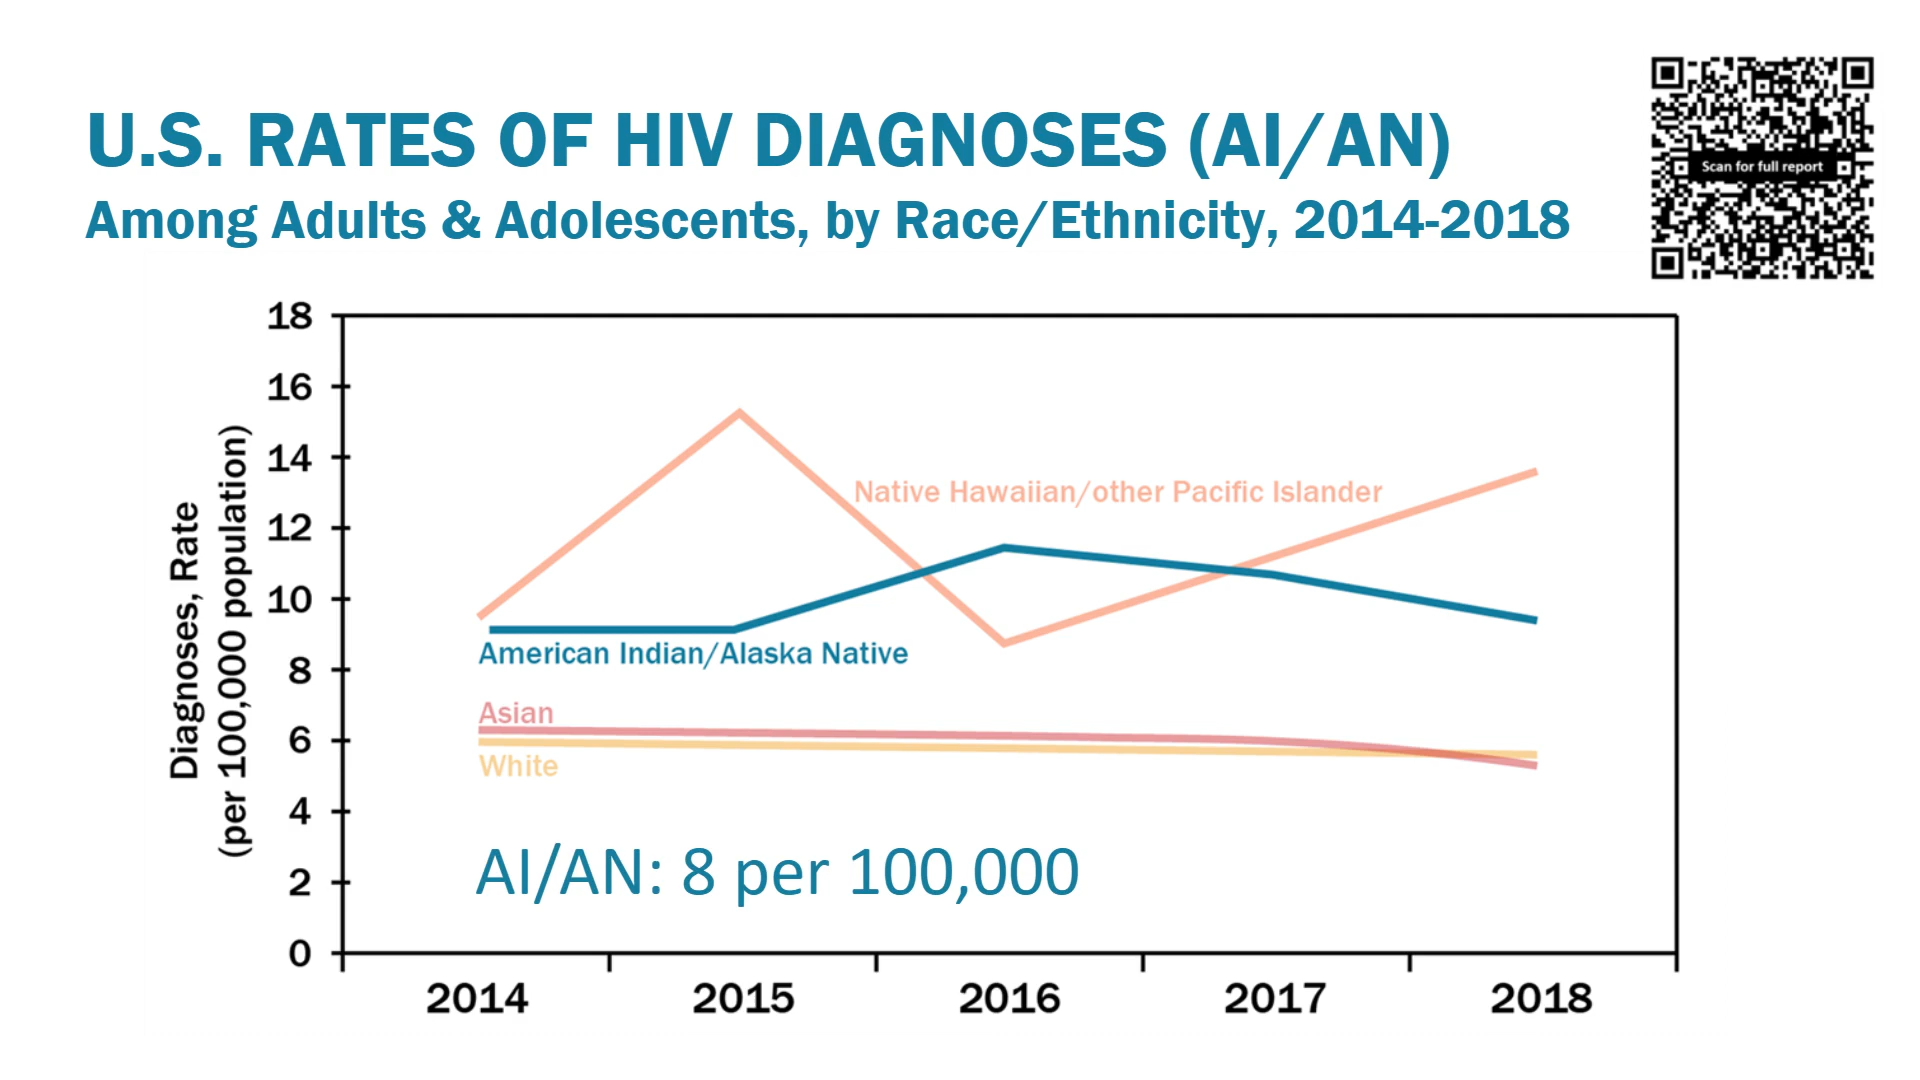 U.S. RATES OF HIV DIAGNOSES (AI/AN)
Among Adults & Adolescents, by Race/Ethnicity, 2014-2018
Scan for full report
Diagnoses, Rate
(per 100,000 population)
18
16
14
12
10
8
6
4
2
0
Native Hawaiian/other Pacific Islander
American Indian/Alaska Native
Asian
White
AI/AN: 8 per 100,000
2014 2015 2016 2017 2018